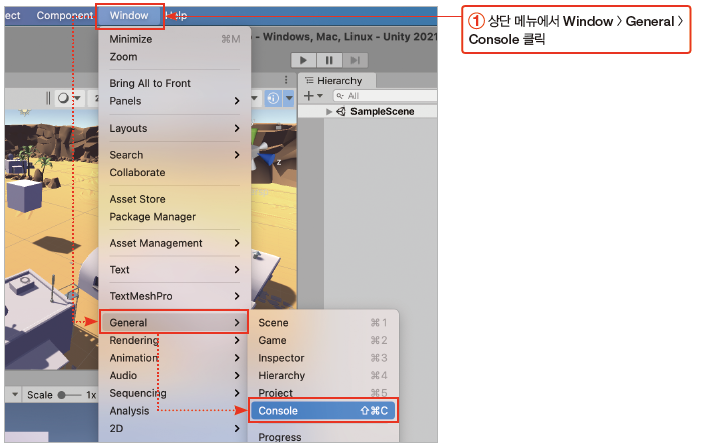 ect Component Window Help
- Windows, Mac, Linux - Unity 2021
① 상단 메뉴에서 Window > General >
Console 클릭
Minimize ⌘M
Zoom
Bring All to Front
Panels >
Layouts >
Search >
Collaborate
Asset Store
Package Manager
Asset Management >
Text >
TextMeshPro >
General >
Rendering >
Animation >
Audio >
Sequencing >
Analysis >
2D >
Hierarchy
All
SampleScene
z
Scene ⌘1
Game ⌘2
Inspector ⌘3
Hierarchy ⌘4
Project ⌘5
Console ⇧⌘C
Progress
Scale 1x